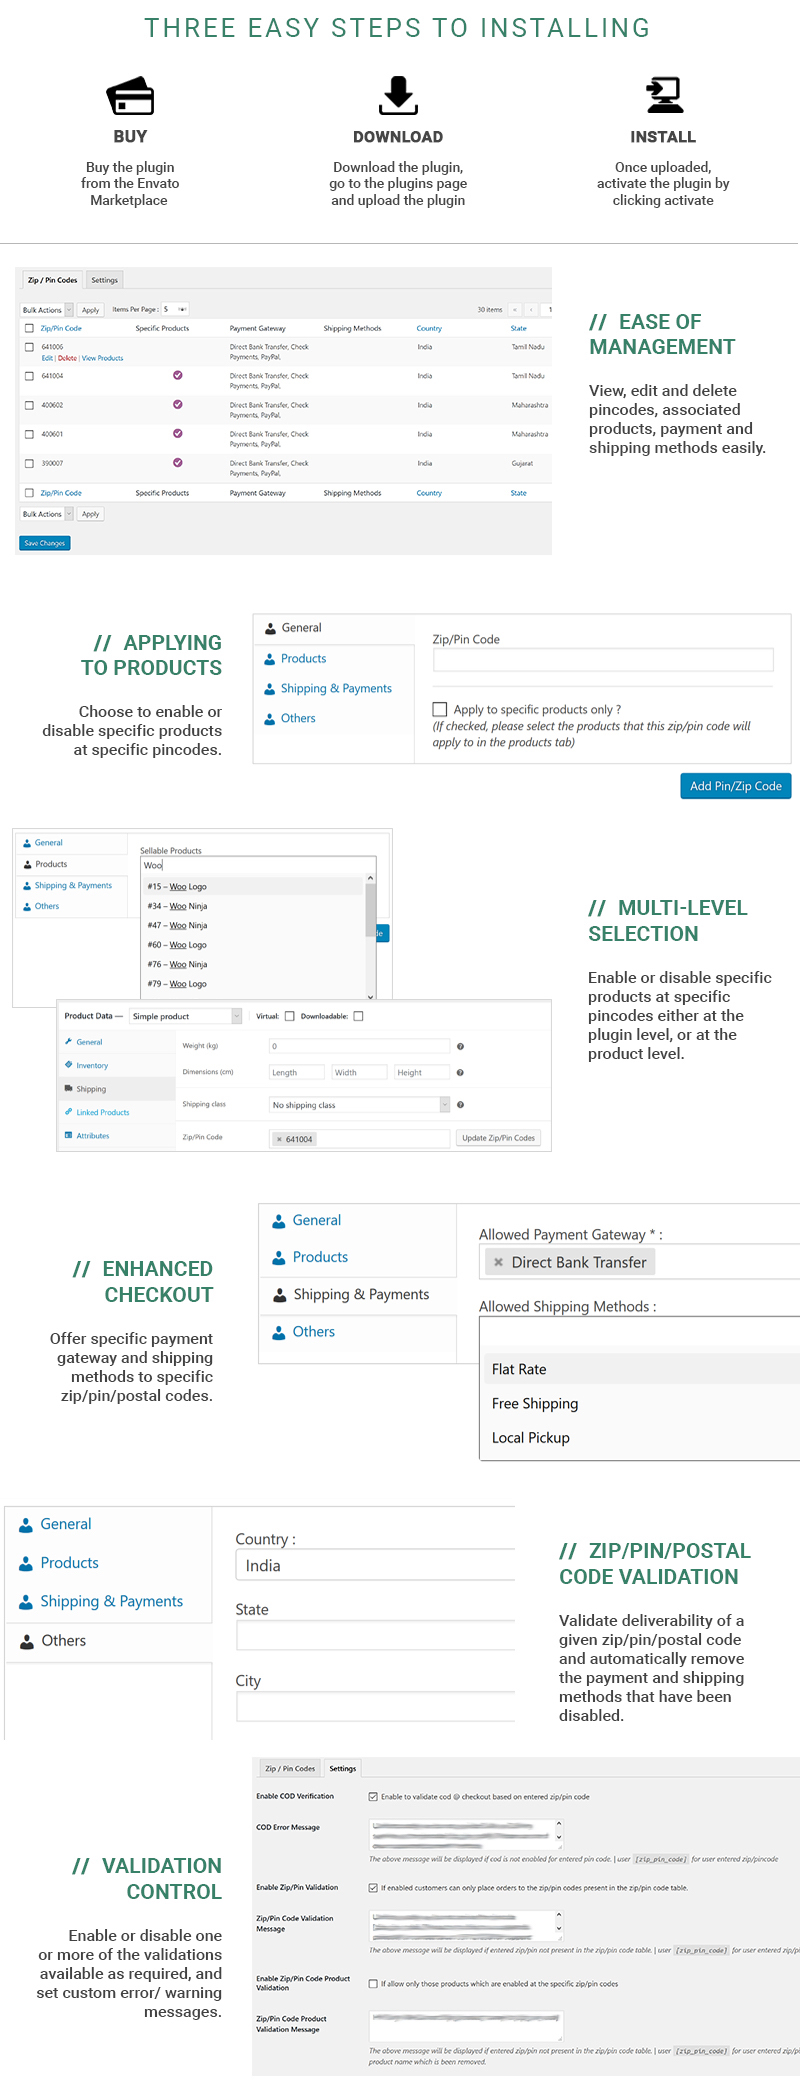 THREE EASY STEPS TO INSTALLING
BUY
Buy the plugin
from the Envato
Marketplace
DOWNLOAD
Download the plugin,
go to the plugins page
and upload the plugin
INSTALL
Once uploaded,
activate the plugin by
clicking activate
Zip / Pin Codes Settings
Bulk Actions Apply Items Per Page : 5 30 items « ‹ 1
Zip/Pin Code Specific Products Payment Gateway Shipping Methods Country State
641006 Direct Bank Transfer, Check India Tamil Nadu
Edit | Delete | View Products Payments, PayPal,
641004 Direct Bank Transfer, Check India Tamil Nadu
Payments, PayPal,
400602 Direct Bank Transfer, Check India Maharashtra
Payments, PayPal,
400601 Direct Bank Transfer, Check India Maharashtra
Payments, PayPal,
390007 Direct Bank Transfer, Check India Gujarat
Payments, PayPal,
Zip/Pin Code Specific Products Payment Gateway Shipping Methods Country State
Bulk Actions Apply
Save Changes
// EASE OF
MANAGEMENT
View, edit and delete
pincodes, associated
products, payment and
shipping methods easily.
// APPLYING
TO PRODUCTS
Choose to enable or
disable specific products
at specific pincodes.
General
Products
Shipping & Payments
Others
Zip/Pin Code
Apply to specific products only ?
(If checked, please select the products that this zip/pin code will
apply to in the products tab)
Add Pin/Zip Code
General
Products
Shipping & Payments
Others
Sellable Products
Woo
#15 – Woo Logo
#34 – Woo Ninja
#47 – Woo Logo
#60 – Woo Logo
#76 – Woo Ninja
#79 – Woo Logo
de
Product Data — Simple product Virtual: Downloadable:
General
Inventory
Shipping
Linked Products
Attributes
Weight (kg) 0
Dimensions (cm) Length Width Height
Shipping class No shipping class
Zip/Pin Code × 641004 Update Zip/Pin Codes
// MULTI-LEVEL
SELECTION
Enable or disable specific
products at specific
pincodes either at the
plugin level, or at the
product level.
// ENHANCED
CHECKOUT
Offer specific payment
gateway and shipping
methods to specific
zip/pin/postal codes.
General
Products
Shipping & Payments
Others
Allowed Payment Gateway * :
× Direct Bank Transfer
Allowed Shipping Methods :
Flat Rate
Free Shipping
Local Pickup
General
Products
Shipping & Payments
Others
Country :
India
State
City
// ZIP/PIN/POSTAL
CODE VALIDATION
Validate deliverability of a
given zip/pin/postal code
and automatically remove
the payment and shipping
methods that have been
disabled.
// VALIDATION
CONTROL
Enable or disable one
or more of the validations
available as required, and
set custom error/ warning
messages.
Zip / Pin Codes Settings
Enable COD Verification Enable to validate cod @ checkout based on entered zip/pin code
COD Error Message
The above message will be displayed if cod is not enabled for entered pin code. | user [zip_pin_code] for user entered zip/pincode
Enable Zip/Pin Validation If enabled customers can only place orders to the zip/pin codes present in the zip/pin code table.
Zip/Pin Code Validation
Message
The above message will be displayed if entered zip/pin not present in the zip/pin code table. | user [zip_pin_code] for user entered zip/p
Enable Zip/Pin Code Product
Validation If allow only those products which are enabled at the specific zip/pin codes
Zip/Pin Code Product
Validation Message
The above message will be displayed if entered zip/pin not present in the zip/pin code table. | user [zip_pin_code] for user entered zip/p
product name which is been removed.